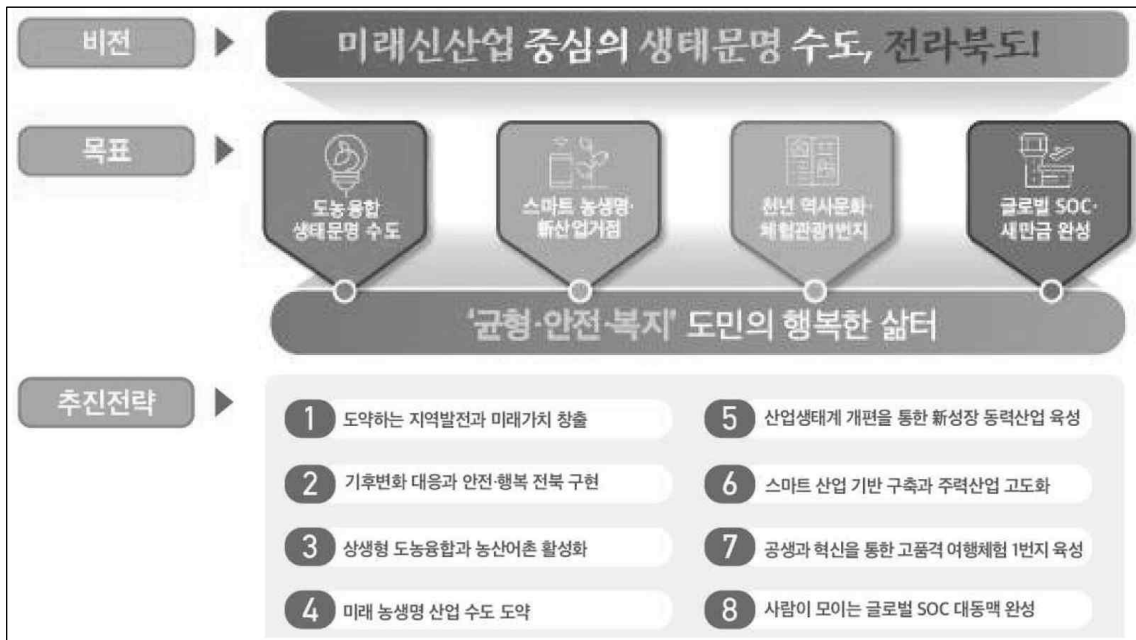 비전
미래신산업 중심의 생태문명 수도, 전라북도!
목표
도농융합
생태문명 수도
스마트 농생명·
新산업거점
천년 역사문화·
체험관광1번지
글로벌 SOC·
새만금 완성
'균형·안전·복지' 도민의 행복한 삶터
추진전략
1 도약하는 지역발전과 미래가치 창출
2 기후변화 대응과 안전·행복 전북 구현
3 상생형 도농융합과 농산어촌 활성화
4 미래 농생명 산업 수도 도약
5 산업생태계 개편을 통한 新성장 동력산업 육성
6 스마트 산업 기반 구축과 주력산업 고도화
7 공생과 혁신을 통한 고품격 여행체험 1번지 육성
8 사람이 모이는 글로벌 SOC 대동맥 완성